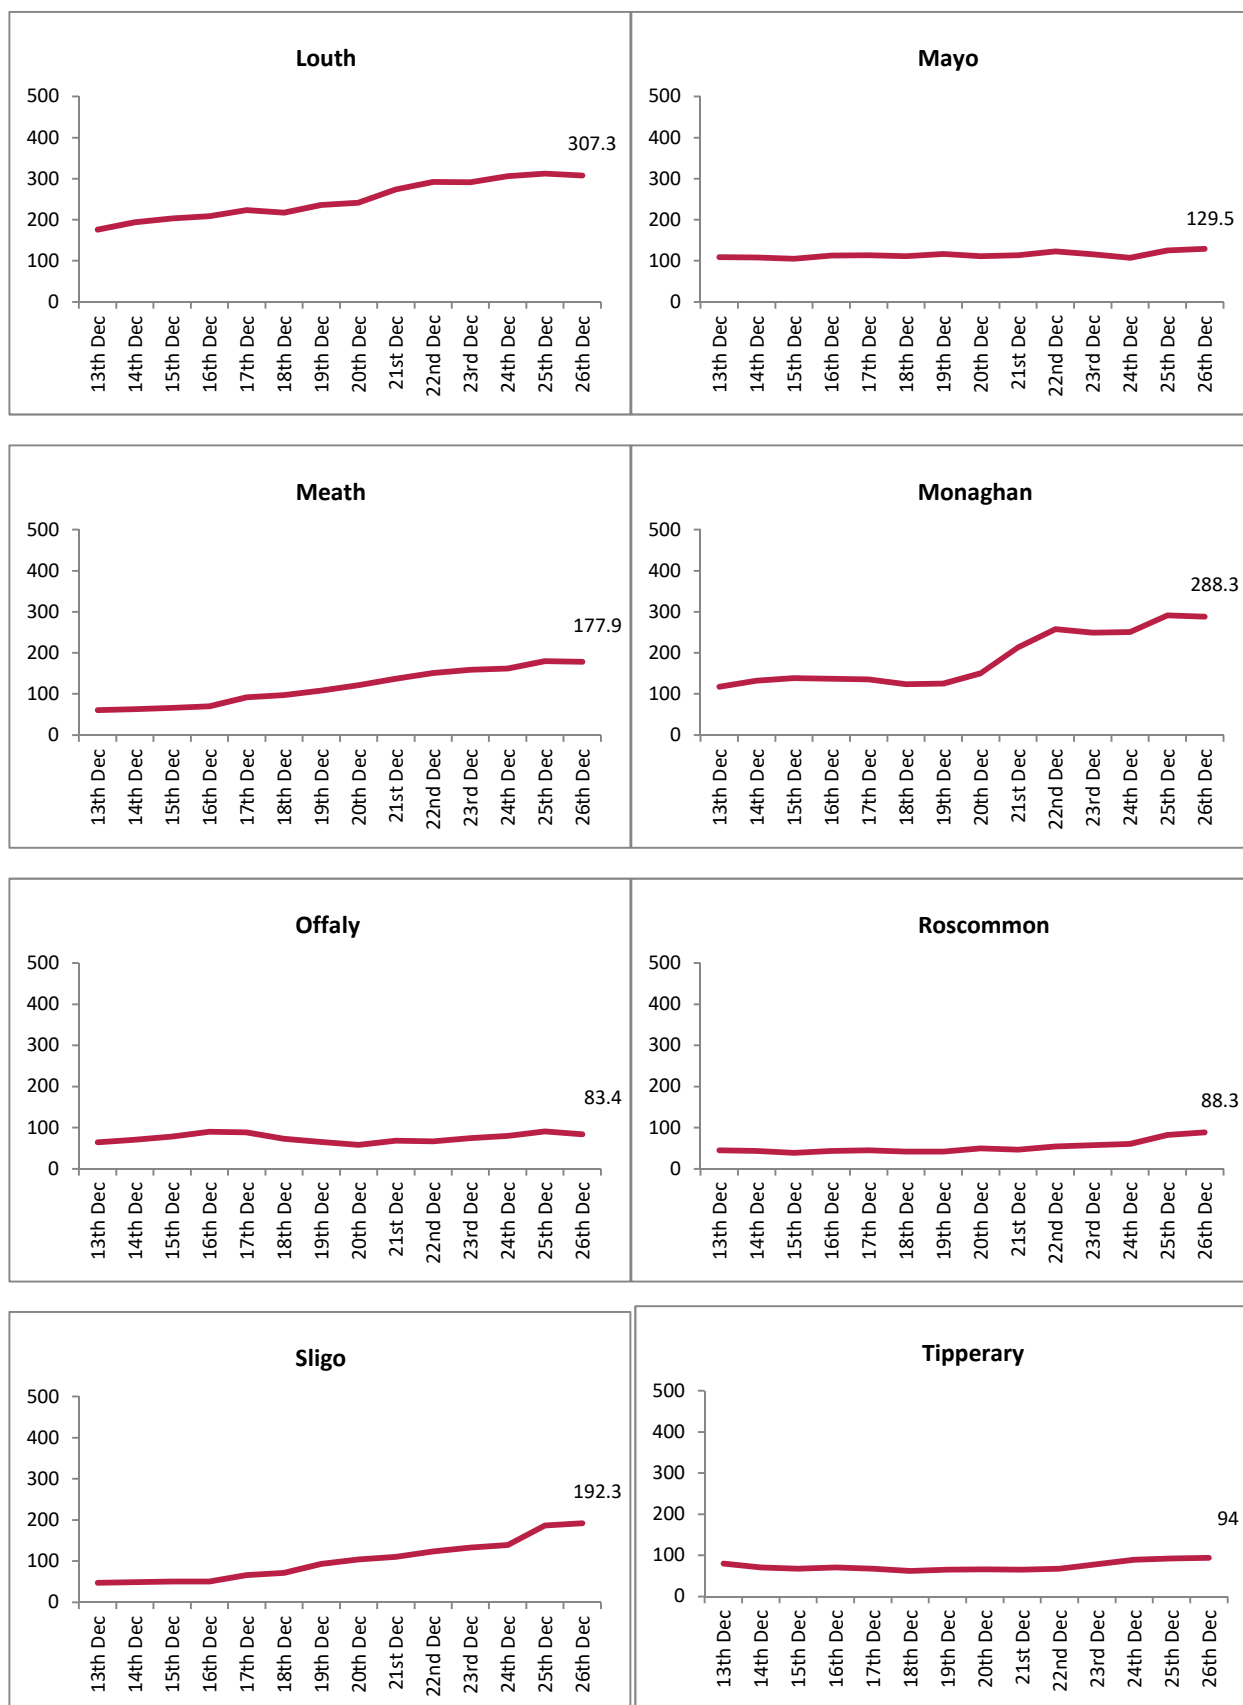 Louth
500
400
300
200
100
0
307.3
13th Dec
14th Dec
15th Dec
16th Dec
17th Dec
18th Dec
19th Dec
20th Dec
21st Dec
22nd Dec
23rd Dec
24th Dec
25th Dec
26th Dec
Mayo
500
400
300
200
100
0
129.5
13th Dec
14th Dec
15th Dec
16th Dec
17th Dec
18th Dec
19th Dec
20th Dec
21st Dec
22nd Dec
23rd Dec
24th Dec
25th Dec
26th Dec
Meath
500
400
300
200
100
0
177.9
13th Dec
14th Dec
15th Dec
16th Dec
17th Dec
18th Dec
19th Dec
20th Dec
21st Dec
22nd Dec
23rd Dec
24th Dec
25th Dec
26th Dec
Monaghan
500
400
300
200
100
0
288.3
13th Dec
14th Dec
15th Dec
16th Dec
17th Dec
18th Dec
19th Dec
20th Dec
21st Dec
22nd Dec
23rd Dec
24th Dec
25th Dec
26th Dec
Offaly
500
400
300
200
100
0
83.4
13th Dec
14th Dec
15th Dec
16th Dec
17th Dec
18th Dec
19th Dec
20th Dec
21st Dec
22nd Dec
23rd Dec
24th Dec
25th Dec
26th Dec
Roscommon
500
400
300
200
100
0
88.3
13th Dec
14th Dec
15th Dec
16th Dec
17th Dec
18th Dec
19th Dec
20th Dec
21st Dec
22nd Dec
23rd Dec
24th Dec
25th Dec
26th Dec
Sligo
500
400
300
200
100
0
192.3
13th Dec
14th Dec
15th Dec
16th Dec
17th Dec
18th Dec
19th Dec
20th Dec
21st Dec
22nd Dec
23rd Dec
24th Dec
25th Dec
26th Dec
Tipperary
500
400
300
200
100
0
94
13th Dec
14th Dec
15th Dec
16th Dec
17th Dec
18th Dec
19th Dec
20th Dec
21st Dec
22nd Dec
23rd Dec
24th Dec
25th Dec
26th Dec